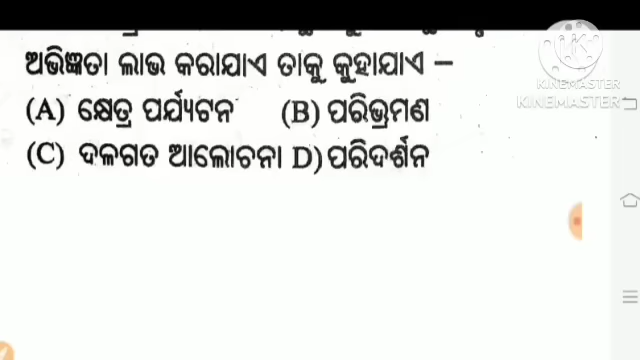 ଅଭିଜ୍ଞତା ଲାଭ କରାଯାଏ ତାକୁ କୁହାଯାଏ –
KINEMASTER
KINEMASTER
(A) କ୍ଷେତ୍ର ପର୍ଯ୍ୟଟନ (B) ପରିଭ୍ରମଣ
(C) ଦଳଗତ ଆଲୋଚନା D) ପରିଦର୍ଶନ